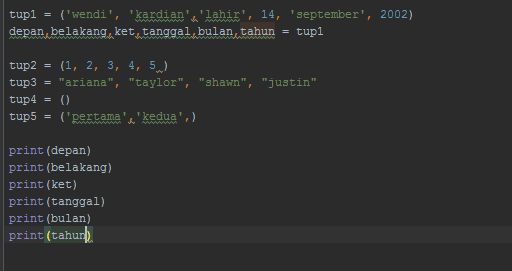 tup1 = ('wendi', 'kardian','lahir', 14, 'september', 2002)
depan,belakang,ket,tanggal,bulan,tahun = tup1
tup2 = (1, 2, 3, 4, 5 )
tup3 = "ariana", "taylor", "shawn", "justin"
tup4 = ()
tup5 = ('pertama','kedua',)
print(depan)
print(belakang)
print(ket)
print(tanggal)
print(bulan)
print(tahun)